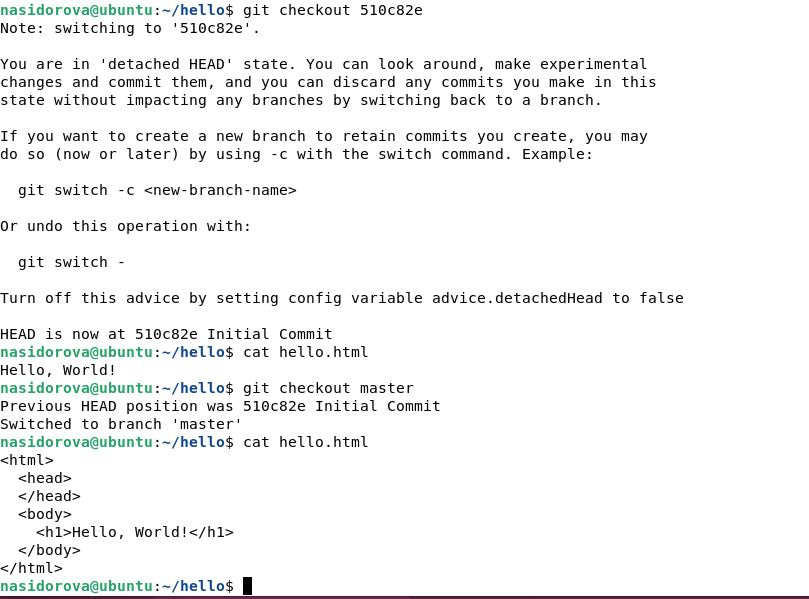 nasidorova@ubuntu:~/hello$ git checkout 510c82e
Note: switching to '510c82e'.

You are in 'detached HEAD' state. You can look around, make experimental
changes and commit them, and you can discard any commits you make in this
state without impacting any branches by switching back to a branch.

If you want to create a new branch to retain commits you create, you may
do so (now or later) by using -c with the switch command. Example:

  git switch -c <new-branch-name>

Or undo this operation with:

  git switch -

Turn off this advice by setting config variable advice.detachedHead to false

HEAD is now at 510c82e Initial Commit
nasidorova@ubuntu:~/hello$ cat hello.html
Hello, World!
nasidorova@ubuntu:~/hello$ git checkout master
Previous HEAD position was 510c82e Initial Commit
Switched to branch 'master'
nasidorova@ubuntu:~/hello$ cat hello.html
<html>
  <head>
  </head>
  <body>
    <h1>Hello, World!</h1>
  </body>
</html>
nasidorova@ubuntu:~/hello$